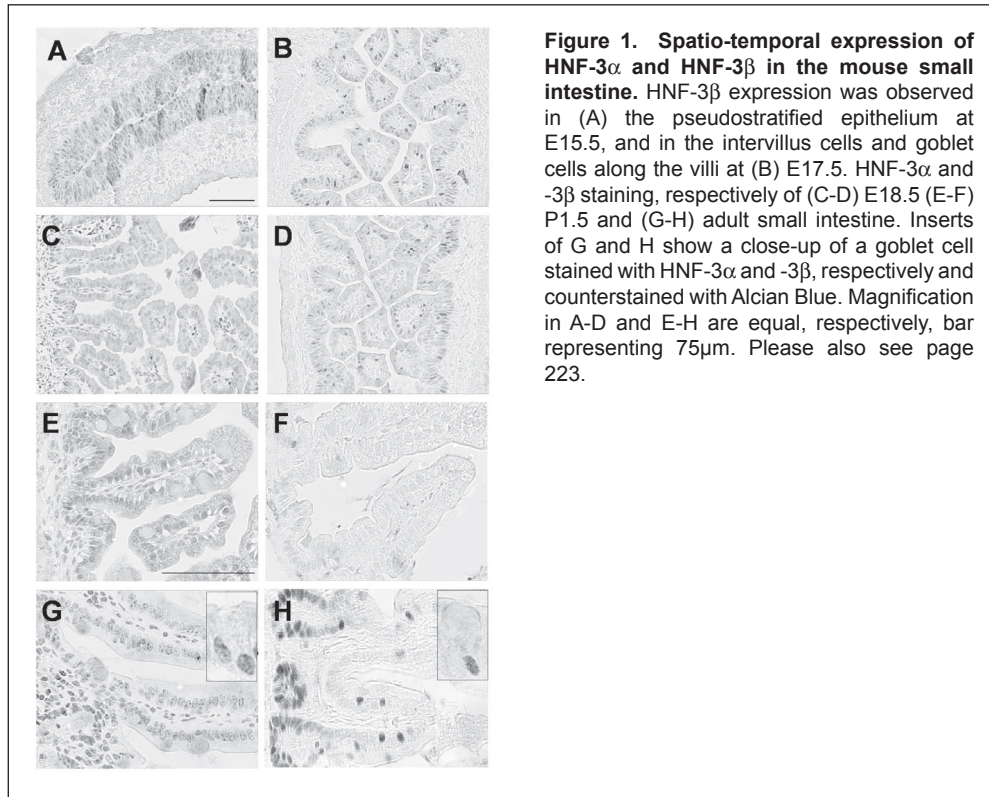 A
B
C
D
E
F
G
H
Figure 1. Spatio-temporal expression of
HNF-3α and HNF-3β in the mouse small
intestine. HNF-3β expression was observed
in (A) the pseudostratified epithelium at
E15.5, and in the intervillus cells and goblet
cells along the villi at (B) E17.5. HNF-3α and
-3β staining, respectively of (C-D) E18.5 (E-F)
P1.5 and (G-H) adult small intestine. Inserts
of G and H show a close-up of a goblet cell
stained with HNF-3α and -3β, respectively and
counterstained with Alcian Blue. Magnification
in A-D and E-H are equal, respectively, bar
representing 75µm. Please also see page
223.